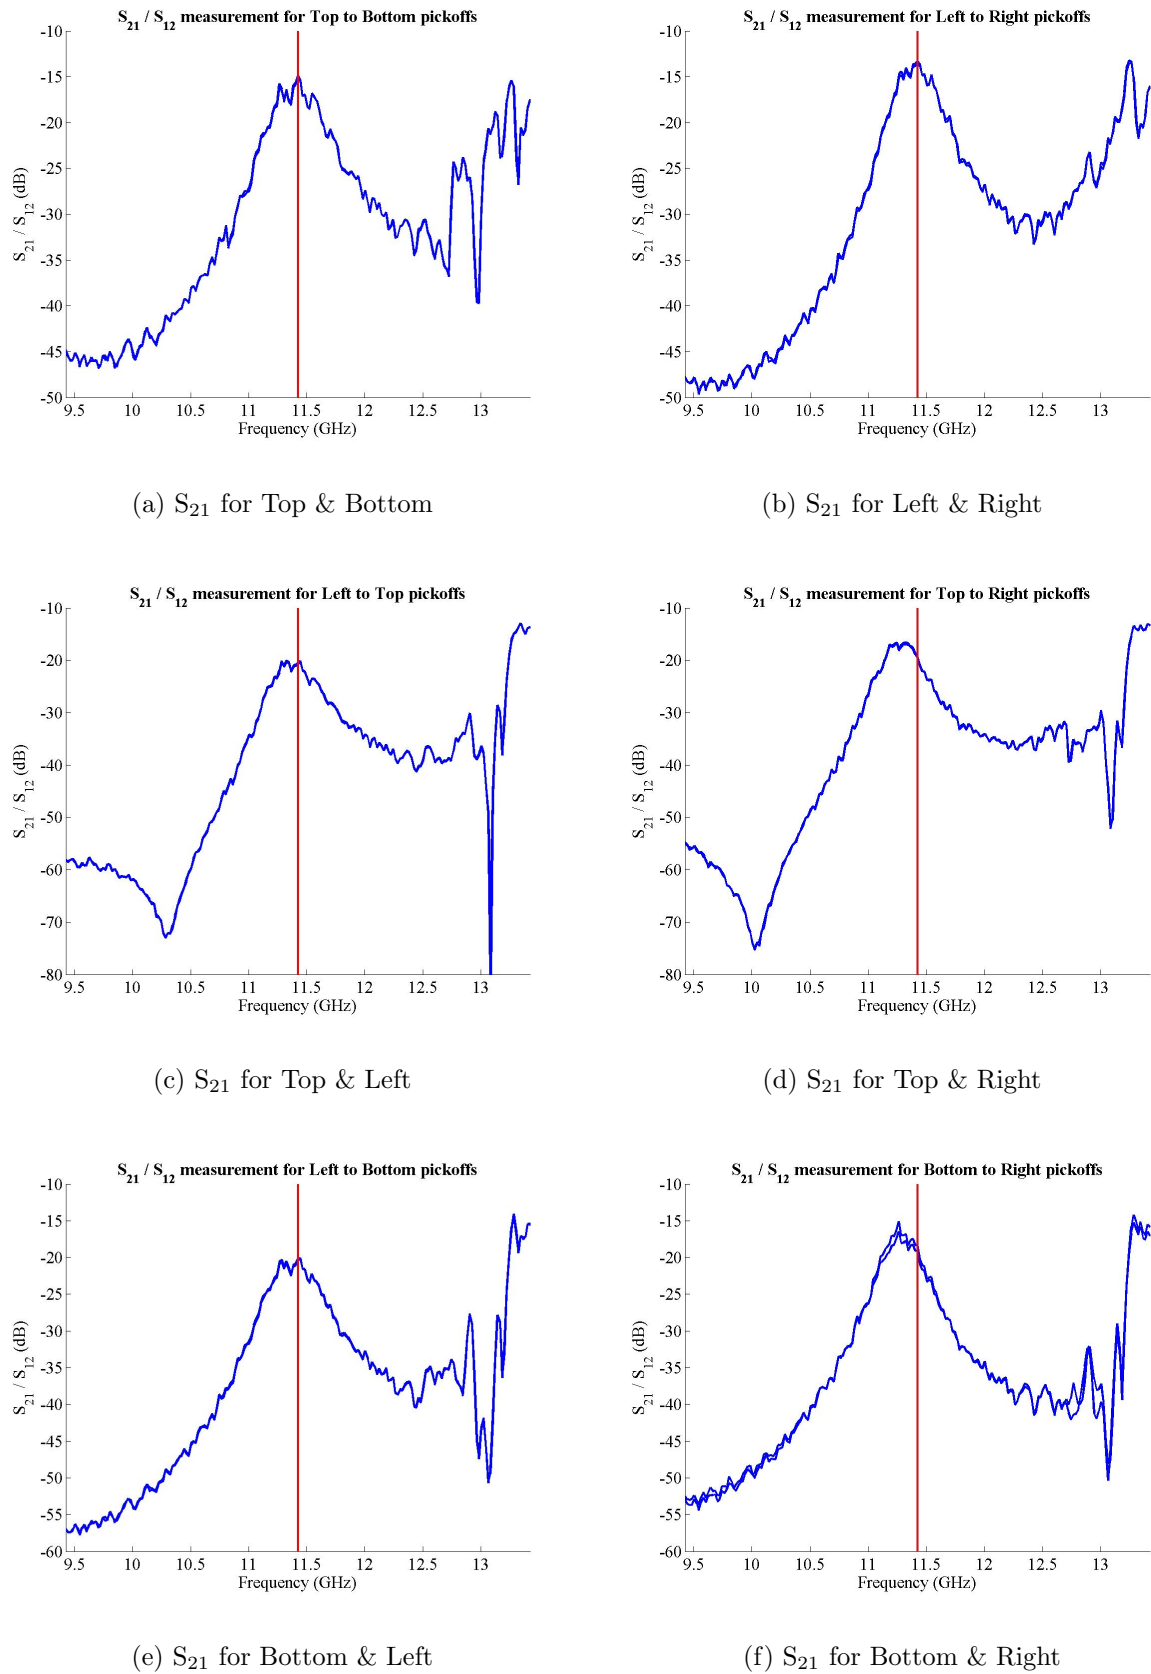 S21 / S12 measurement for Top to Bottom pickoffs
S21 / S12 (dB)
-10
-15
-20
-25
-30
-35
-40
-45
-50
9.5 10 10.5 11 11.5 12 12.5 13
Frequency (GHz)
(a) S21 for Top & Bottom
S21 / S12 measurement for Left to Right pickoffs
S21 / S12 (dB)
-10
-15
-20
-25
-30
-35
-40
-45
-50
9.5 10 10.5 11 11.5 12 12.5 13
Frequency (GHz)
(b) S21 for Left & Right
S21 / S12 measurement for Left to Top pickoffs
S21 / S12 (dB)
-10
-20
-30
-40
-50
-60
-70
-80
9.5 10 10.5 11 11.5 12 12.5 13
Frequency (GHz)
(c) S21 for Top & Left
S21 / S12 measurement for Top to Right pickoffs
S21 / S12 (dB)
-10
-20
-30
-40
-50
-60
-70
-80
9.5 10 10.5 11 11.5 12 12.5 13
Frequency (GHz)
(d) S21 for Top & Right
S21 / S12 measurement for Left to Bottom pickoffs
S21 / S12 (dB)
-10
-15
-20
-25
-30
-35
-40
-45
-50
-55
-60
9.5 10 10.5 11 11.5 12 12.5 13
Frequency (GHz)
(e) S21 for Bottom & Left
S21 / S12 measurement for Bottom to Right pickoffs
S21 / S12 (dB)
-10
-15
-20
-25
-30
-35
-40
-45
-50
-55
-60
9.5 10 10.5 11 11.5 12 12.5 13
Frequency (GHz)
(f) S21 for Bottom & Right